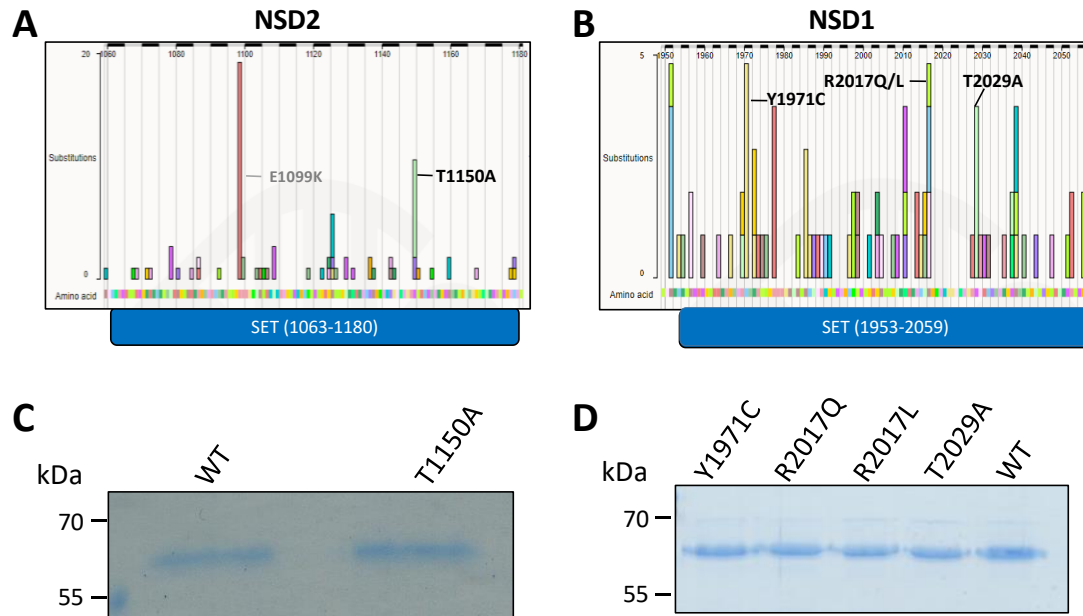 A
NSD2
20
1060 1080 1100 1120 1140 1160 1180
E1099K
T1150A
Substitutions
0
Amino acid
SET (1063-1180)
B
NSD1
5
1950 1960 1970 1980 1990 2000 2010 2020 2030 2040 2050
R2017Q/L
T2029A
Y1971C
Substitutions
0
Amino acid
SET (1953-2059)
C
kDa
WT
T1150A
70
55
D
kDa
Y1971C
R2017Q
R2017L
T2029A
WT
70
55